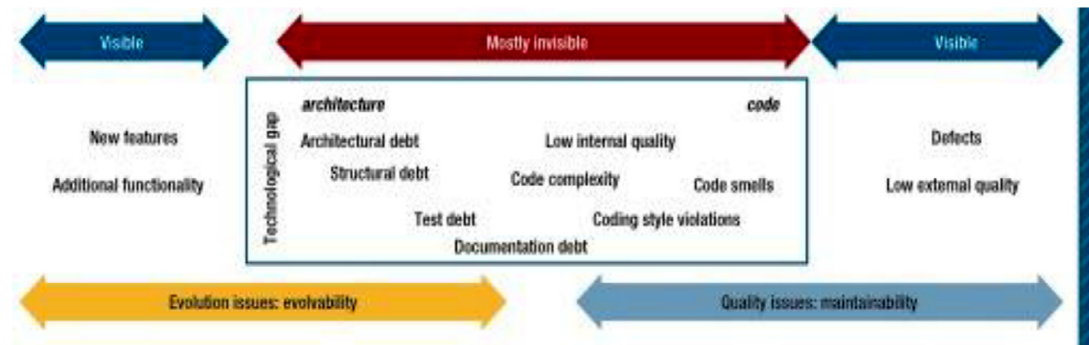 Visible
Mostly invisible
Visible
Technological gap
architecture
code
New features
Architectural debt
Low internal quality
Defects
Additional functionality
Structural debt
Code complexity
Code smells
Low external quality
Test debt
Coding style violations
Documentation debt
Evolution issues: evolvability
Quality issues: maintainability